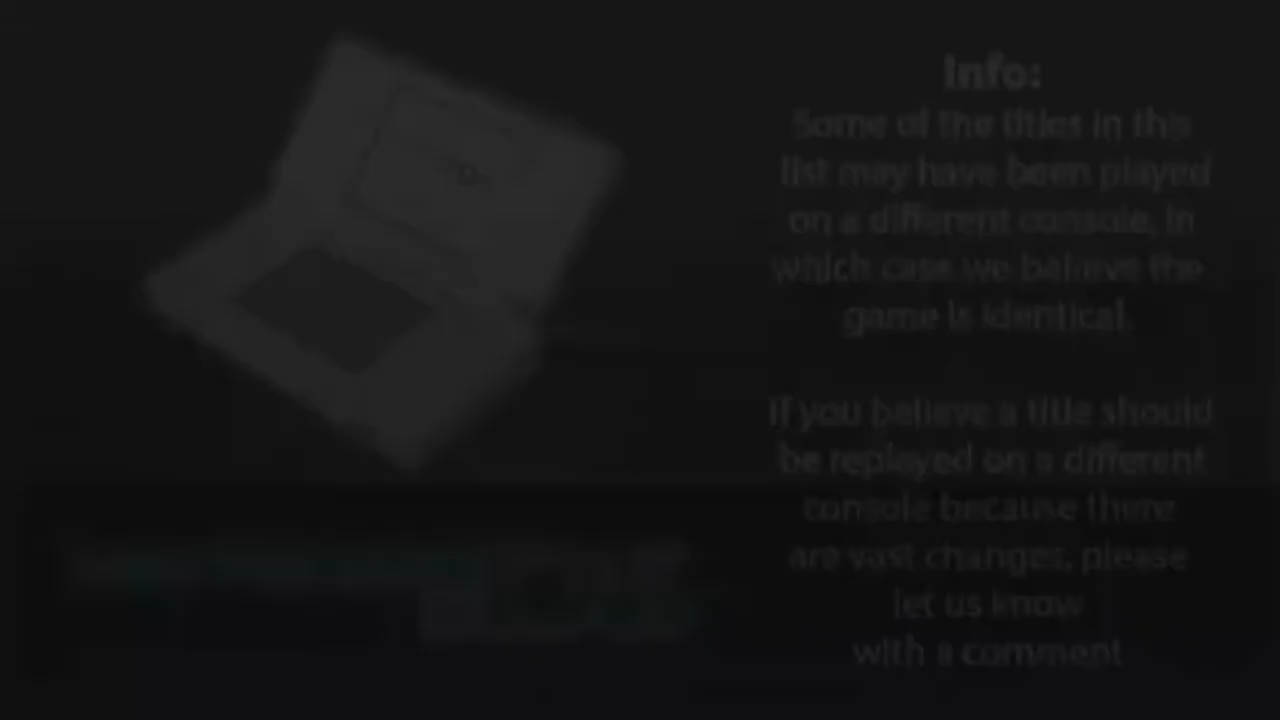 Info:
Some of the titles in this
list may have been played
on a different console, in
which case we believe the
game is identical.
If you believe a title should
be replayed on a different
console because there
are vast changes, please
let us know
with a comment